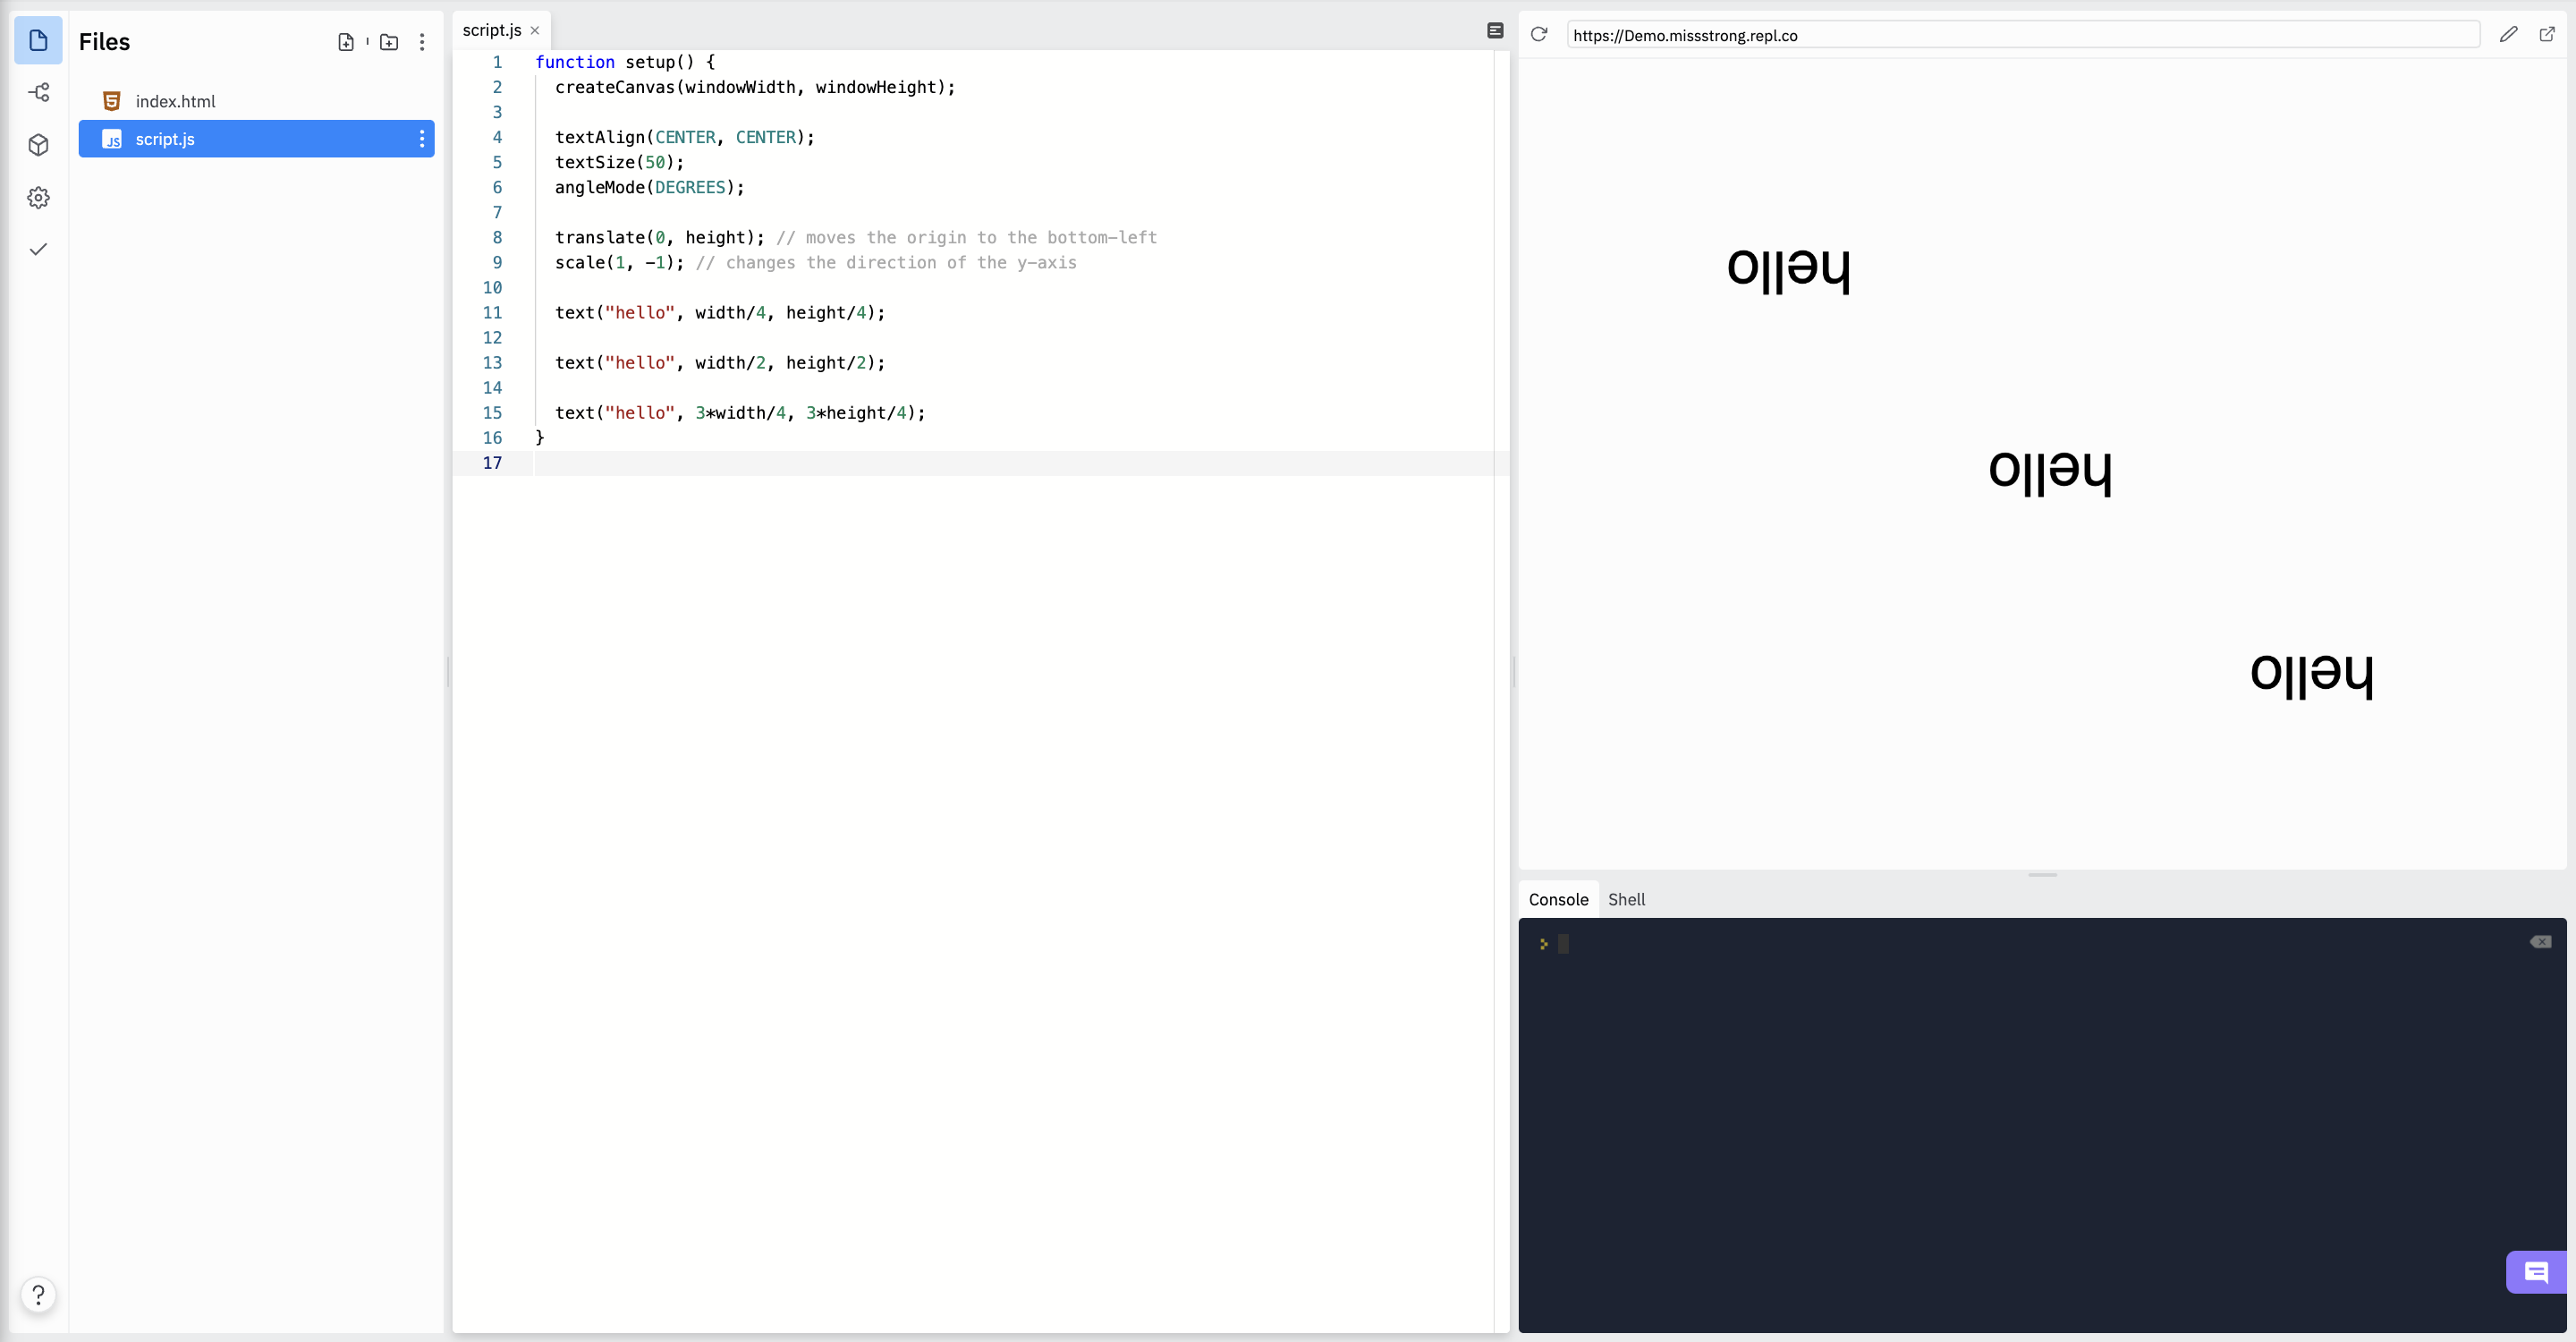 Files
index.html
script.js
script.js
1 function setup() {
2 createCanvas(windowWidth, windowHeight);
3
4 textAlign(CENTER, CENTER);
5 textSize(50);
6 angleMode(DEGREES);
7
8 translate(0, height); // moves the origin to the bottom-left
9 scale(1, -1); // changes the direction of the y-axis
10
11 text("hello", width/4, height/4);
12
13 text("hello", width/2, height/2);
14
15 text("hello", 3*width/4, 3*height/4);
16 }
17
https://Demo.missstrong.repl.co
hello
hello
hello
Console Shell
>
?